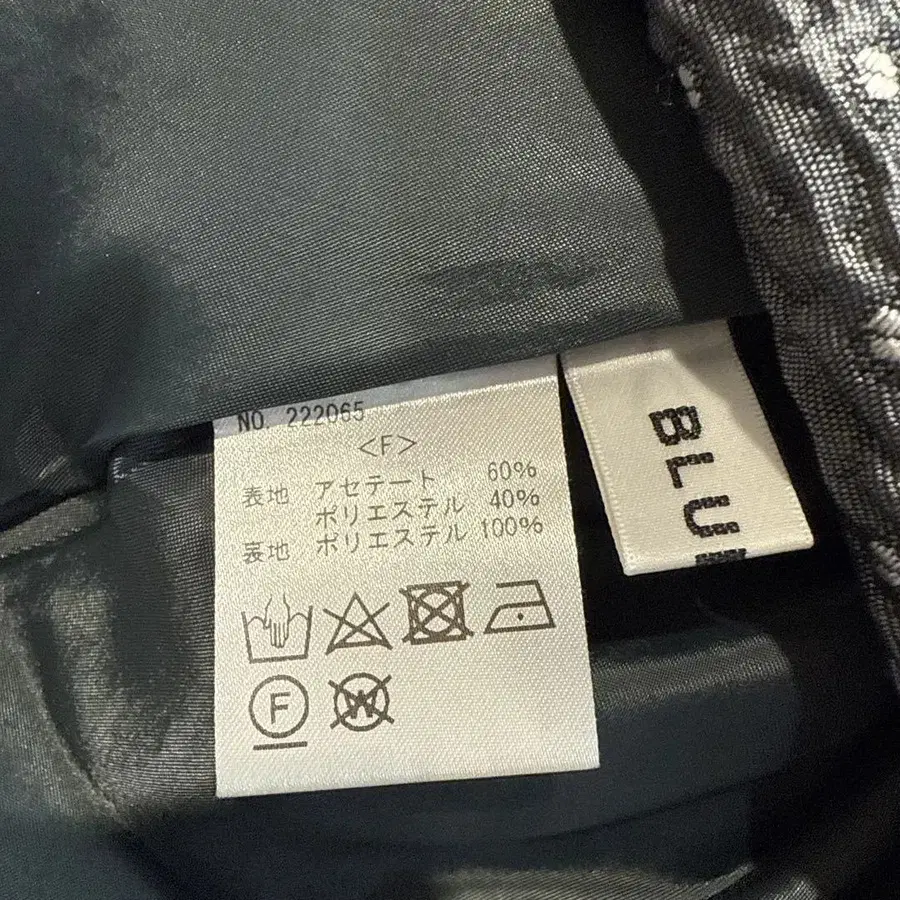 NO. 222065
<F>
表地 アセテート 60%
ポリエステル 40%
表地 ポリエステル 100%
F
W
BLU